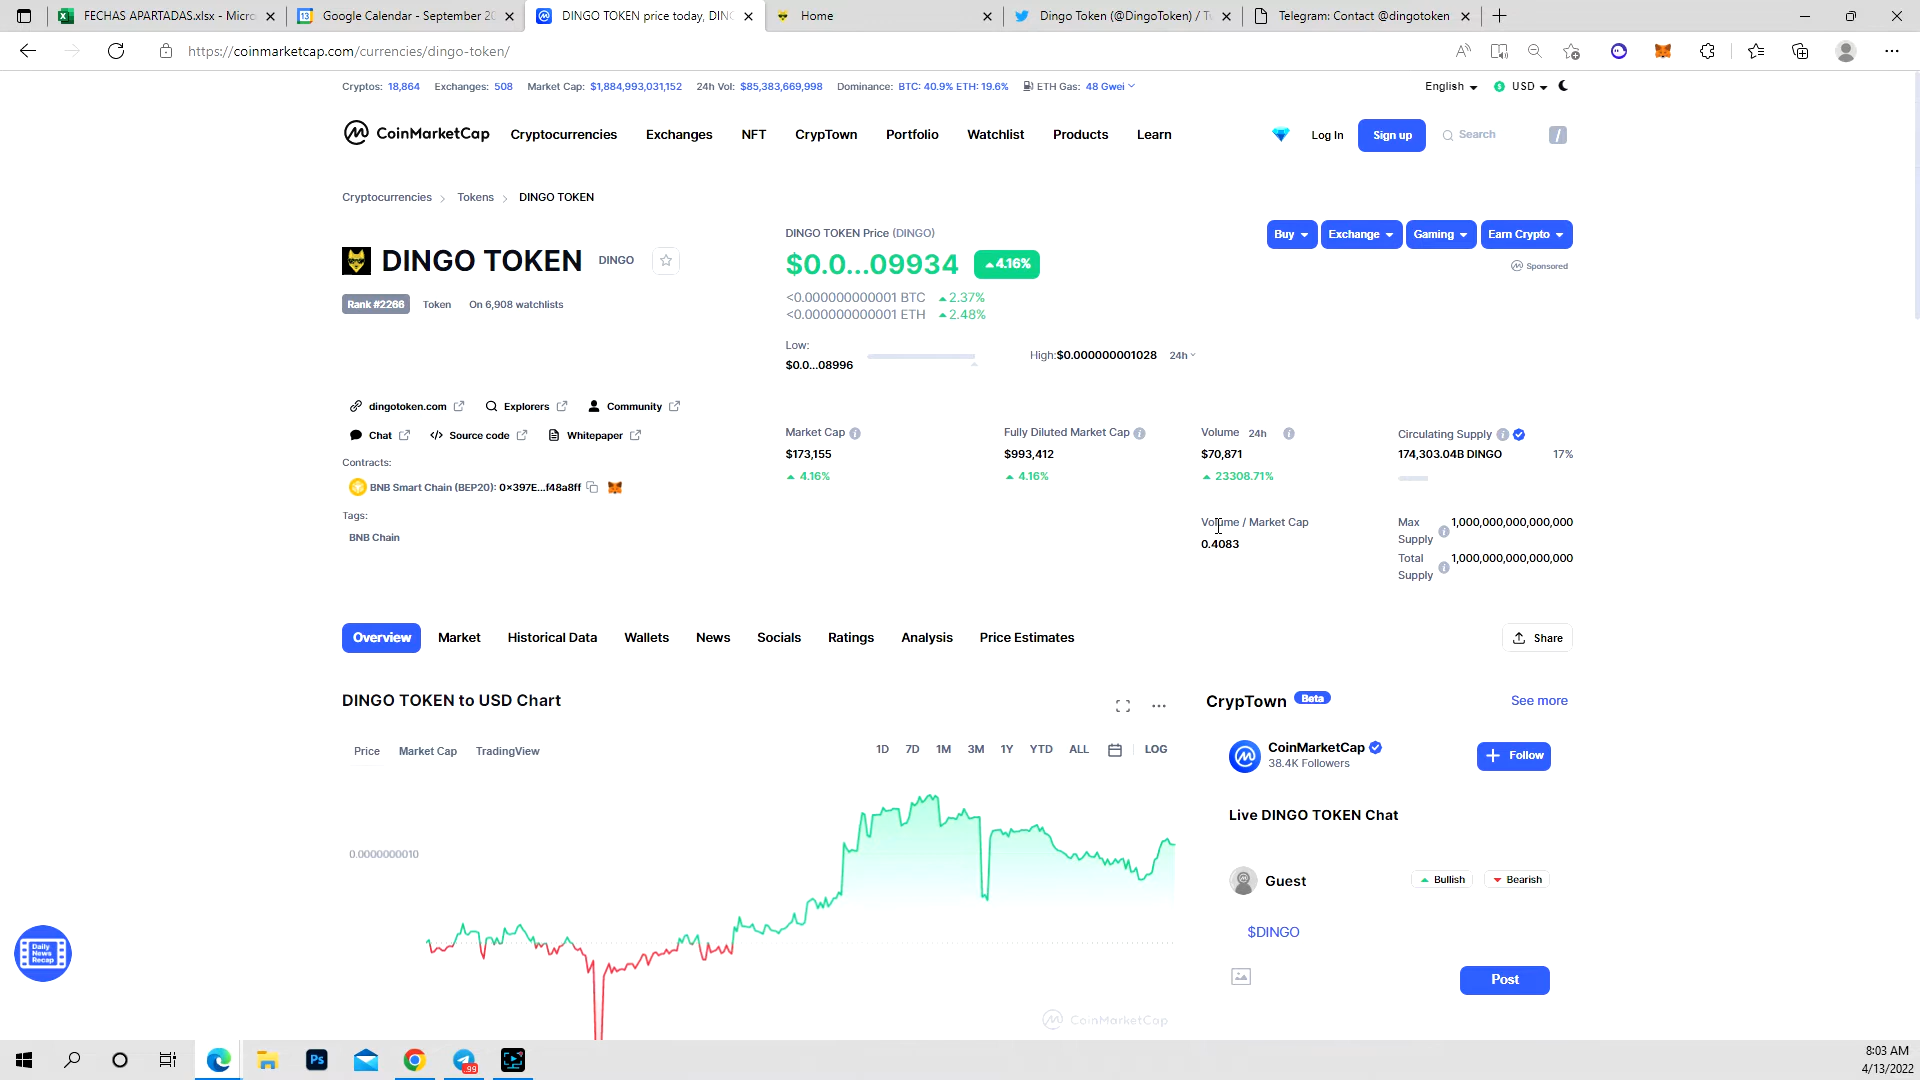 FECHAS APARTADAS.xlsx - Micro
Google Calendar - September 20
DINGO TOKEN price today, DIN
Home
Dingo Token (@DingoToken) / Tw
Telegram: Contact @dingotoken
https://coinmarketcap.com/currencies/dingo-token/
Cryptos: 18,864 Exchanges: 508 Market Cap: $1,884,993,031,152 24h Vol: $85,383,669,998 Dominance: BTC: 40.9% ETH: 19.6% ETH Gas: 48 Gwei
English USD
CoinMarketCap Cryptocurrencies Exchanges NFT CrypTown Portfolio Watchlist Products Learn Log In Sign up Search /
Cryptocurrencies Tokens DINGO TOKEN
DINGO TOKEN DINGO
Rank #2266 Token On 6,908 watchlists
DINGO TOKEN Price (DINGO)
$0.0...09934 4.16%
<0.000000000001 BTC 2.37%
<0.000000000001 ETH 2.48%
Buy Exchange Gaming Earn Crypto
Sponsored
Low:
$0.0...08996
High:$0.000000001028 24h
dingotoken.com Explorers Community
Chat Source code Whitepaper
Contracts:
BNB Smart Chain (BEP20): 0x397E...f48a8ff
Tags:
BNB Chain
Market Cap
$173,155
4.16%
Fully Diluted Market Cap
$993,412
4.16%
Volume 24h
$70,871
23308.71%
Volume / Market Cap
0.4083
Circulating Supply
174,303.04B DINGO 17%
Max Supply 1,000,000,000,000,000
Total Supply 1,000,000,000,000,000
Overview Market Historical Data Wallets News Socials Ratings Analysis Price Estimates Share
DINGO TOKEN to USD Chart
Price Market Cap TradingView
1D 7D 1M 3M 1Y YTD ALL LOG
0.0000000010
CoinMarketCap
CrypTown Beta See more
CoinMarketCap
38.4K Followers
Follow
Live DINGO TOKEN Chat
Guest Bullish Bearish
$DINGO
Post
Daily
News
Recap
Ps
99
8:03 AM
4/13/2022